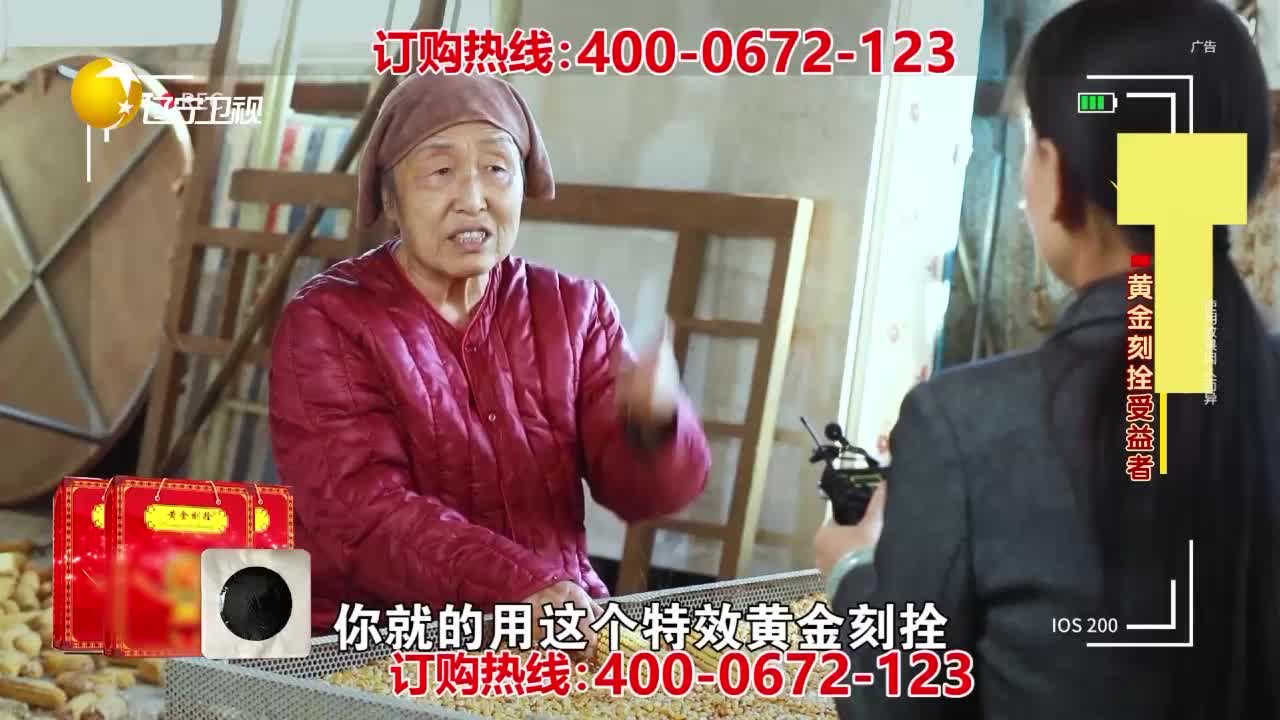 订购热线:400-0672-123
广告
辽宁卫视
REC
黄金刻拴受益者
黄金刻拴
你就的用这个特效黄金刻拴
IOS 200
订购热线:400-0672-123